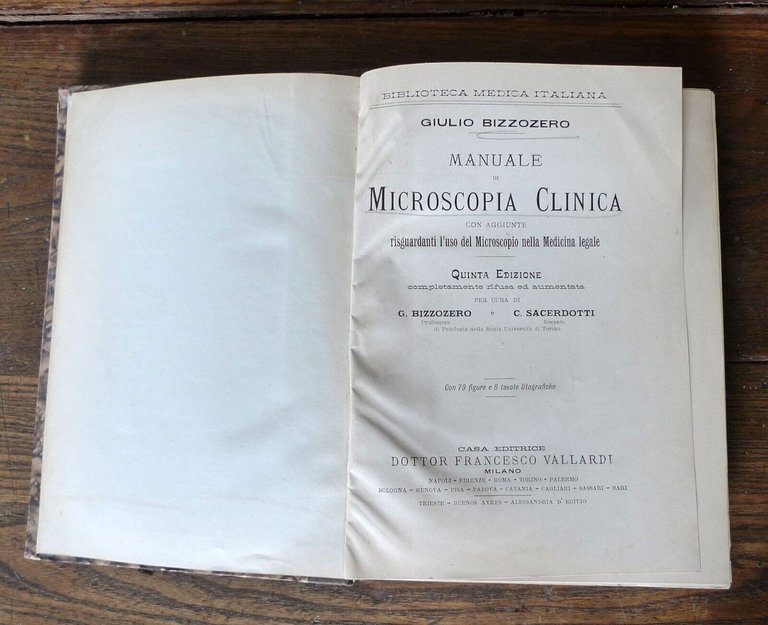 BIBLIOTECA MEDICA ITALIANA
GIULIO BIZZOZERO
MANUALE
DI
MICROSCOPIA CLINICA
CON AGGIUNTE
risguardanti l'uso del Microscopio nella Medicina legale
QUINTA EDIZIONE
completamente rifusa ed aumentata
PER CURA DI
G. BIZZOZERO e C. SACERDOTTI
Professore Docente
di Patologia nella Regia Università di Torino
Con 79 figure e 8 tavole litografiche
CASA EDITRICE
DOTTOR FRANCESCO VALLARDI
MILANO
NAPOLI - FIRENZE - ROMA - TORINO - PALERMO
BOLOGNA - GENOVA - PISA - PADOVA - CATANIA - CAGLIARI - SASSARI - BARI
TRIESTE - BUENOS AYRES - ALESSANDRIA D'EGITTO